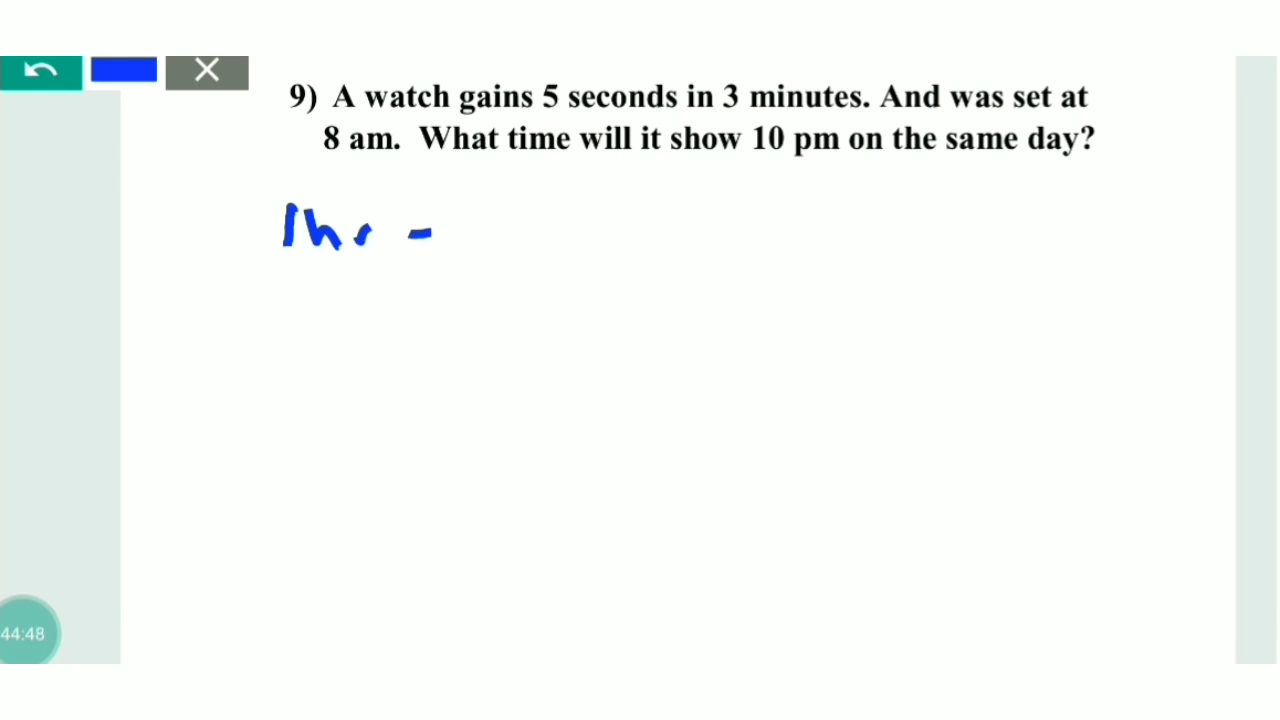 9) A watch gains 5 seconds in 3 minutes. And was set at
8 am. What time will it show 10 pm on the same day?
1hr -
44:48